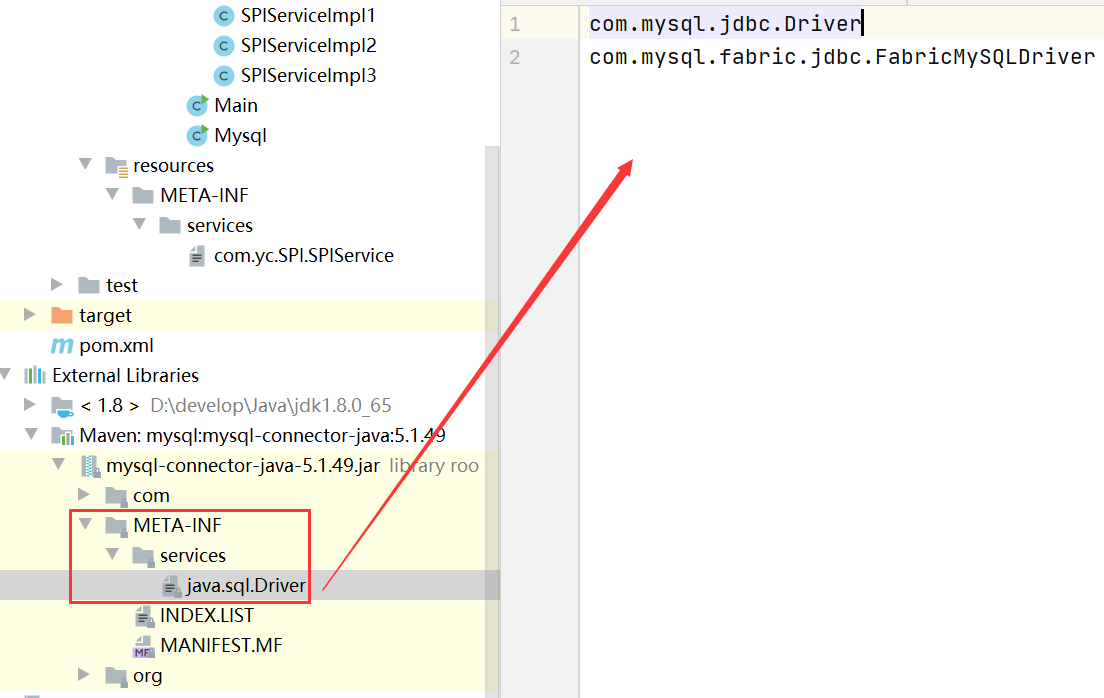 SPIServiceImpl1
SPIServiceImpl2
SPIServiceImpl3
Main
Mysql
resources
META-INF
services
com.yc.SPI.SPIService
test
target
pom.xml
External Libraries
< 1.8 > D:\develop\Java\jdk1.8.0_65
Maven: mysql:mysql-connector-java:5.1.49
mysql-connector-java-5.1.49.jar library roo
com
META-INF
services
java.sql.Driver
INDEX.LIST
MANIFEST.MF
org
1 com.mysql.jdbc.Driver
2 com.mysql.fabric.jdbc.FabricMySQLDriver